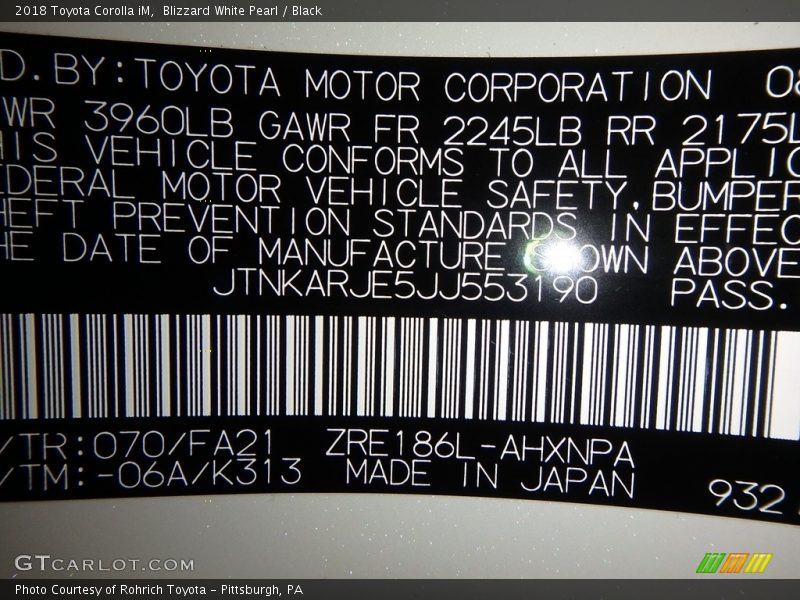 2018 Toyota Corolla iM, Blizzard White Pearl / Black
D.BY:TOYOTA MOTOR CORPORATION 08
WR 3960LB GAWR FR 2245LB RR 2175L
HIS VEHICLE CONFORMS TO ALL APPLIC
EDERAL MOTOR VEHICLE SAFETY,BUMPER
HEFT PREVENTION STANDARDS IN EFFEC
HE DATE OF MANUFACTURE OWN ABOVE
JTNKARJE5JJ553190 PASS.
/TR:070/FA21 ZRE186L-AHXNPA
/TM:-06A/K313 MADE IN JAPAN 932
GTCARLOT.COM
Photo Courtesy of Rohrich Toyota - Pittsburgh, PA